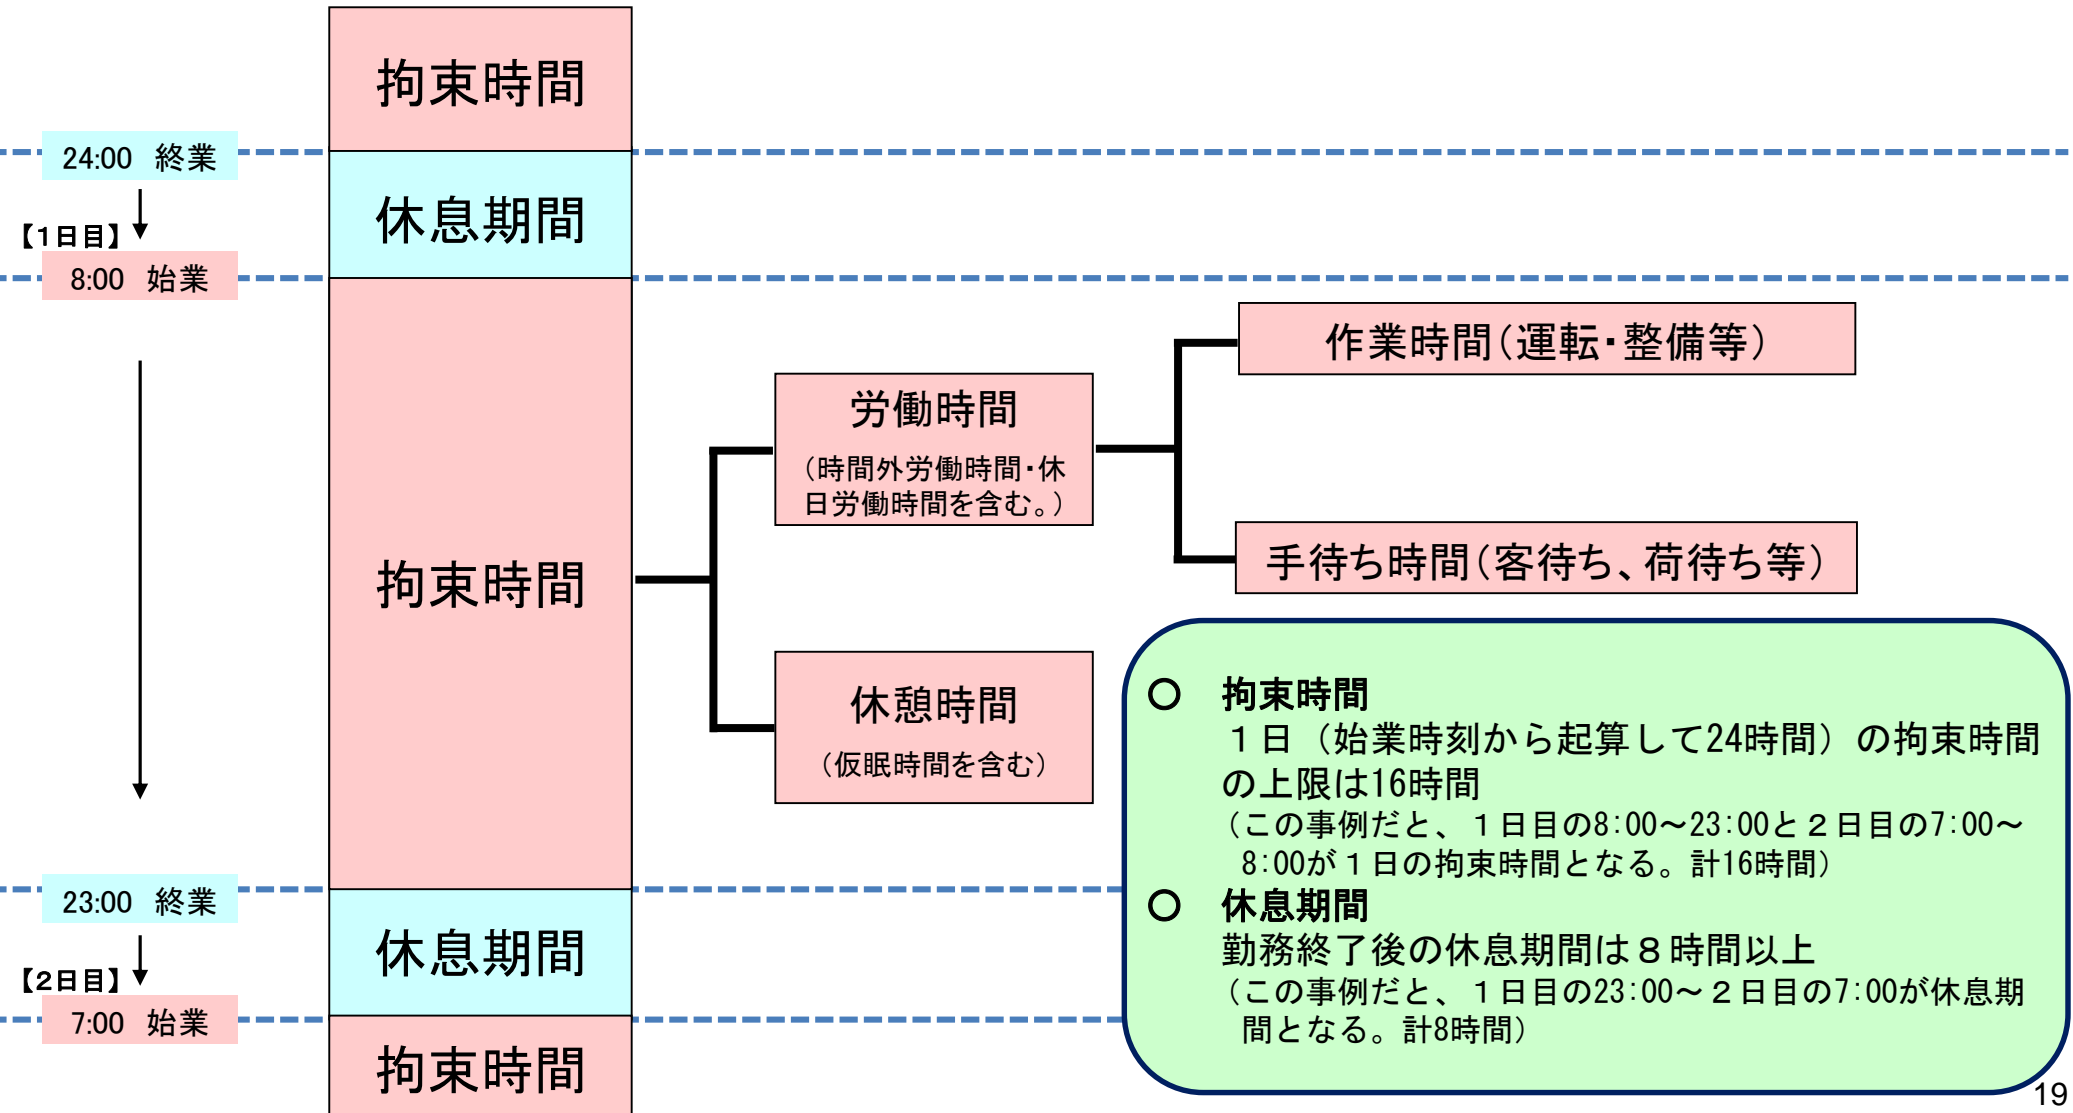 拘束時間
24:00 終業
休息期間
【1日目】
8:00 始業
作業時間（運転・整備等）
労働時間
（時間外労働時間・休
日労働時間を含む。）
手待ち時間（客待ち、荷待ち等）
拘束時間
休憩時間
（仮眠時間を含む）
○ 拘束時間
１日（始業時刻から起算して24時間）の拘束時間
の上限は16時間
（この事例だと、１日目の8:00～23:00と２日目の7:00～
8:00が１日の拘束時間となる。計16時間）
23:00 終業
○ 休息期間
勤務終了後の休息期間は８時間以上
（この事例だと、１日目の23:00～２日目の7:00が休息期
間となる。計8時間）
休息期間
【2日目】
7:00 始業
拘束時間
19